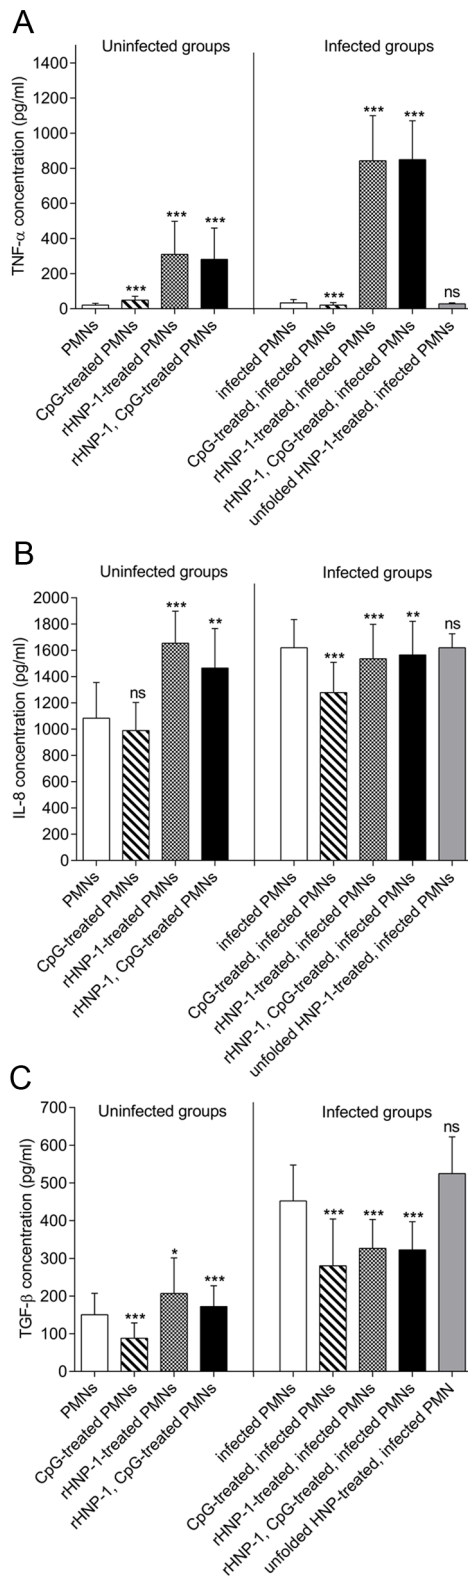 A
Uninfected groups
Infected groups
TNF-α concentration (pg/ml)
1400
1200
1000
800
600
400
200
0
***
***
***
***
***
***
ns
PMNs
CpG-treated PMNs
rHNP-1-treated PMNs
rHNP-1, CpG-treated PMNs
infected PMNs
CpG-treated, infected PMNs
rHNP-1-treated, infected PMNs
rHNP-1, CpG-treated, infected PMNs
unfolded HNP-1-treated, infected PMNs
B
Uninfected groups
Infected groups
IL-8 concentration (pg/ml)
2000
1800
1600
1400
1200
1000
800
600
400
200
0
ns
***
**
***
***
**
ns
PMNs
CpG-treated PMNs
rHNP-1-treated PMNs
rHNP-1, CpG-treated PMNs
infected PMNs
CpG-treated, infected PMNs
rHNP-1-treated, infected PMNs
rHNP-1, CpG-treated, infected PMNs
unfolded HNP-1-treated, infected PMNs
C
Uninfected groups
Infected groups
TGF-β concentration (pg/ml)
700
600
500
400
300
200
100
0
***
*
***
***
***
***
ns
PMNs
CpG-treated PMNs
rHNP-1-treated PMNs
rHNP-1, CpG-treated PMNs
infected PMNs
CpG-treated, infected PMNs
rHNP-1-treated, infected PMNs
rHNP-1, CpG-treated, infected PMNs
unfolded HNP-treated, infected PMN